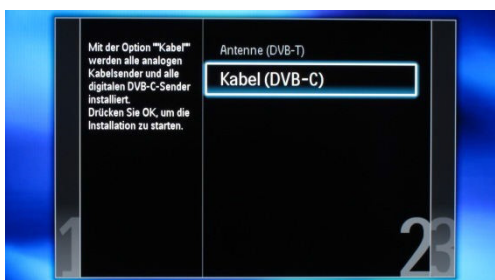 Mit der Option ""Kabel""
werden alle analogen
Kabelsender und alle
digitalen DVB-C-Sender
installiert.
Drücken Sie OK, um die
Installation zu starten.
Antenne (DVB-T)
Kabel (DVB-C)
1
2
3